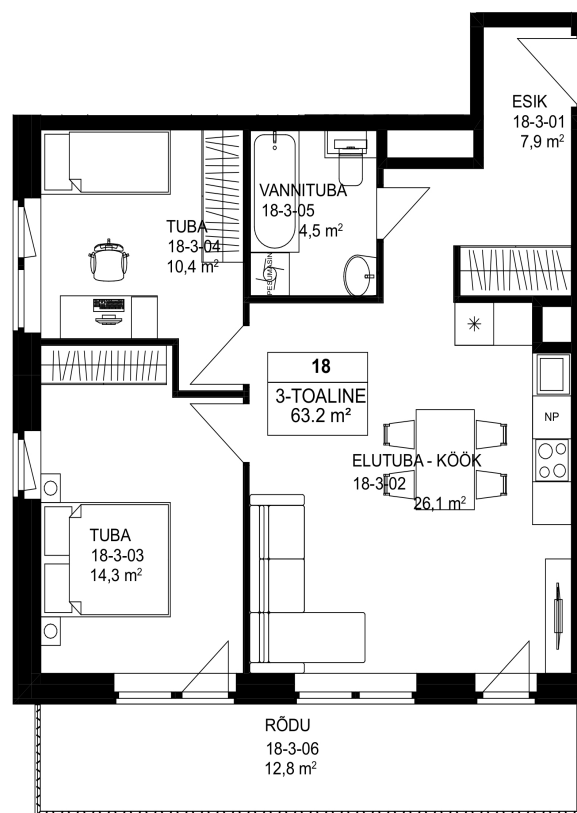 ESIK
18-3-01
7,9 m²
VANNITUBA
18-3-05
4,5 m²
TUBA
18-3-04
10,4 m²
PESUMASIN
18
3-TOALINE
63.2 m²
NP
ELUTUBA - KÖÖK
18-3-02
26,1 m²
TUBA
18-3-03
14,3 m²
RÕDU
18-3-06
12,8 m²